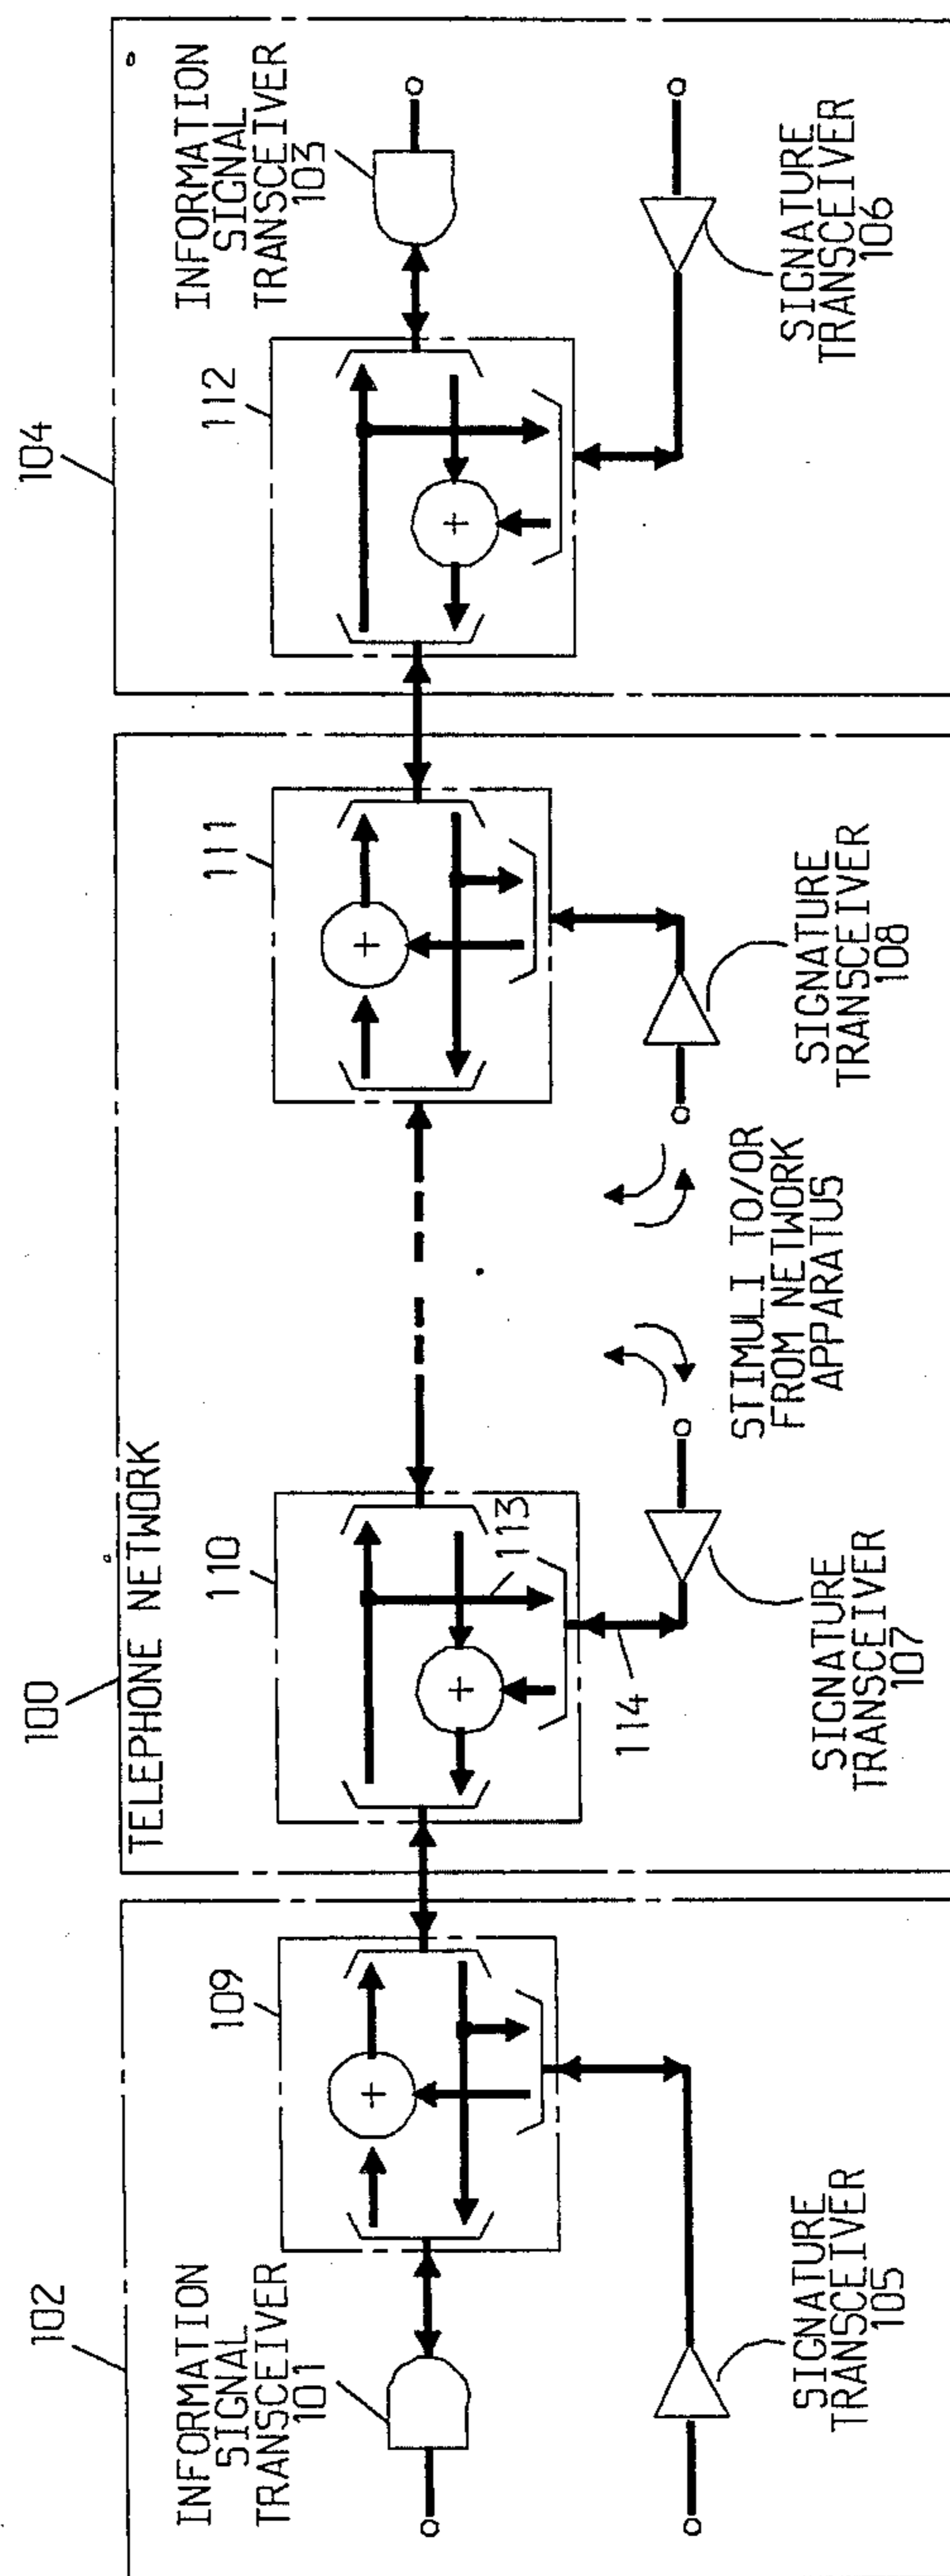 102
INFORMATION
SIGNAL
TRANSCEIVER
101
109
SIGNATURE
TRANSCEIVER
105
100
TELEPHONE NETWORK
110
113
114
SIGNATURE
TRANSCEIVER
107
STIMULI TO/OR
FROM NETWORK
APPARATUS
111
SIGNATURE
TRANSCEIVER
108
104
112
INFORMATION
SIGNAL
TRANSCEIVER
103
SIGNATURE
TRANSCEIVER
106